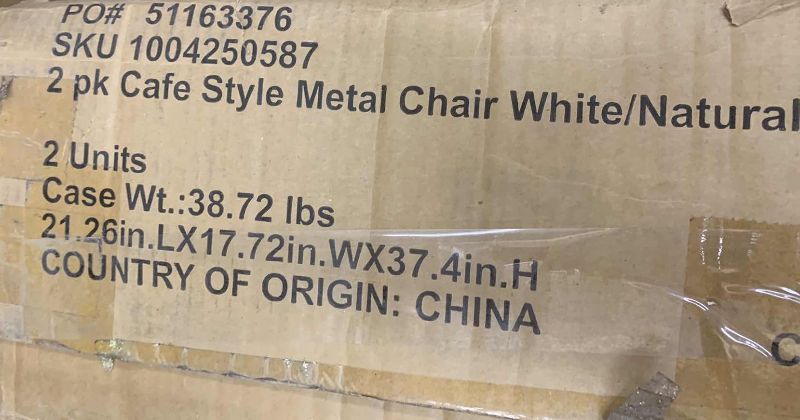 PO# 51163376
SKU 1004250587
2 pk Cafe Style Metal Chair White/Natural
2 Units
Case Wt.:38.72 lbs
21.26in.LX17.72in.WX37.4in.H
COUNTRY OF ORIGIN: CHINA
C